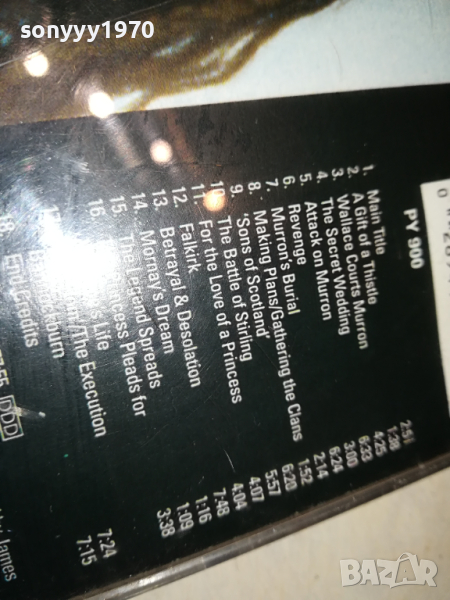 sonyyy1970
PY 900
1. Main Title 2:51
2. A Gift of a Thistle 1:38
3. Wallace Courts Murron 4:25
4. The Secret Wedding 6:23
5. Attack on Murron 3:00
6. Revenge 6:24
7. Murron's Burial 2:14
8. Making Plans/Gathering the Clans 1:52
9. 'Sons of Scotland' 6:20
10. The Battle of Stirling 5:57
11. For the Love of a Princess 4:07
12. Falkirk 4:04
13. Betrayal & Desolation 7:48
14. Mornay's Dream 1:16
15. The Legend Spreads 1:09
16. Pleads for
Life 3:38
/The Execution 7:24
18. End Credits 7:15
DDD
James
BAZAR.bg